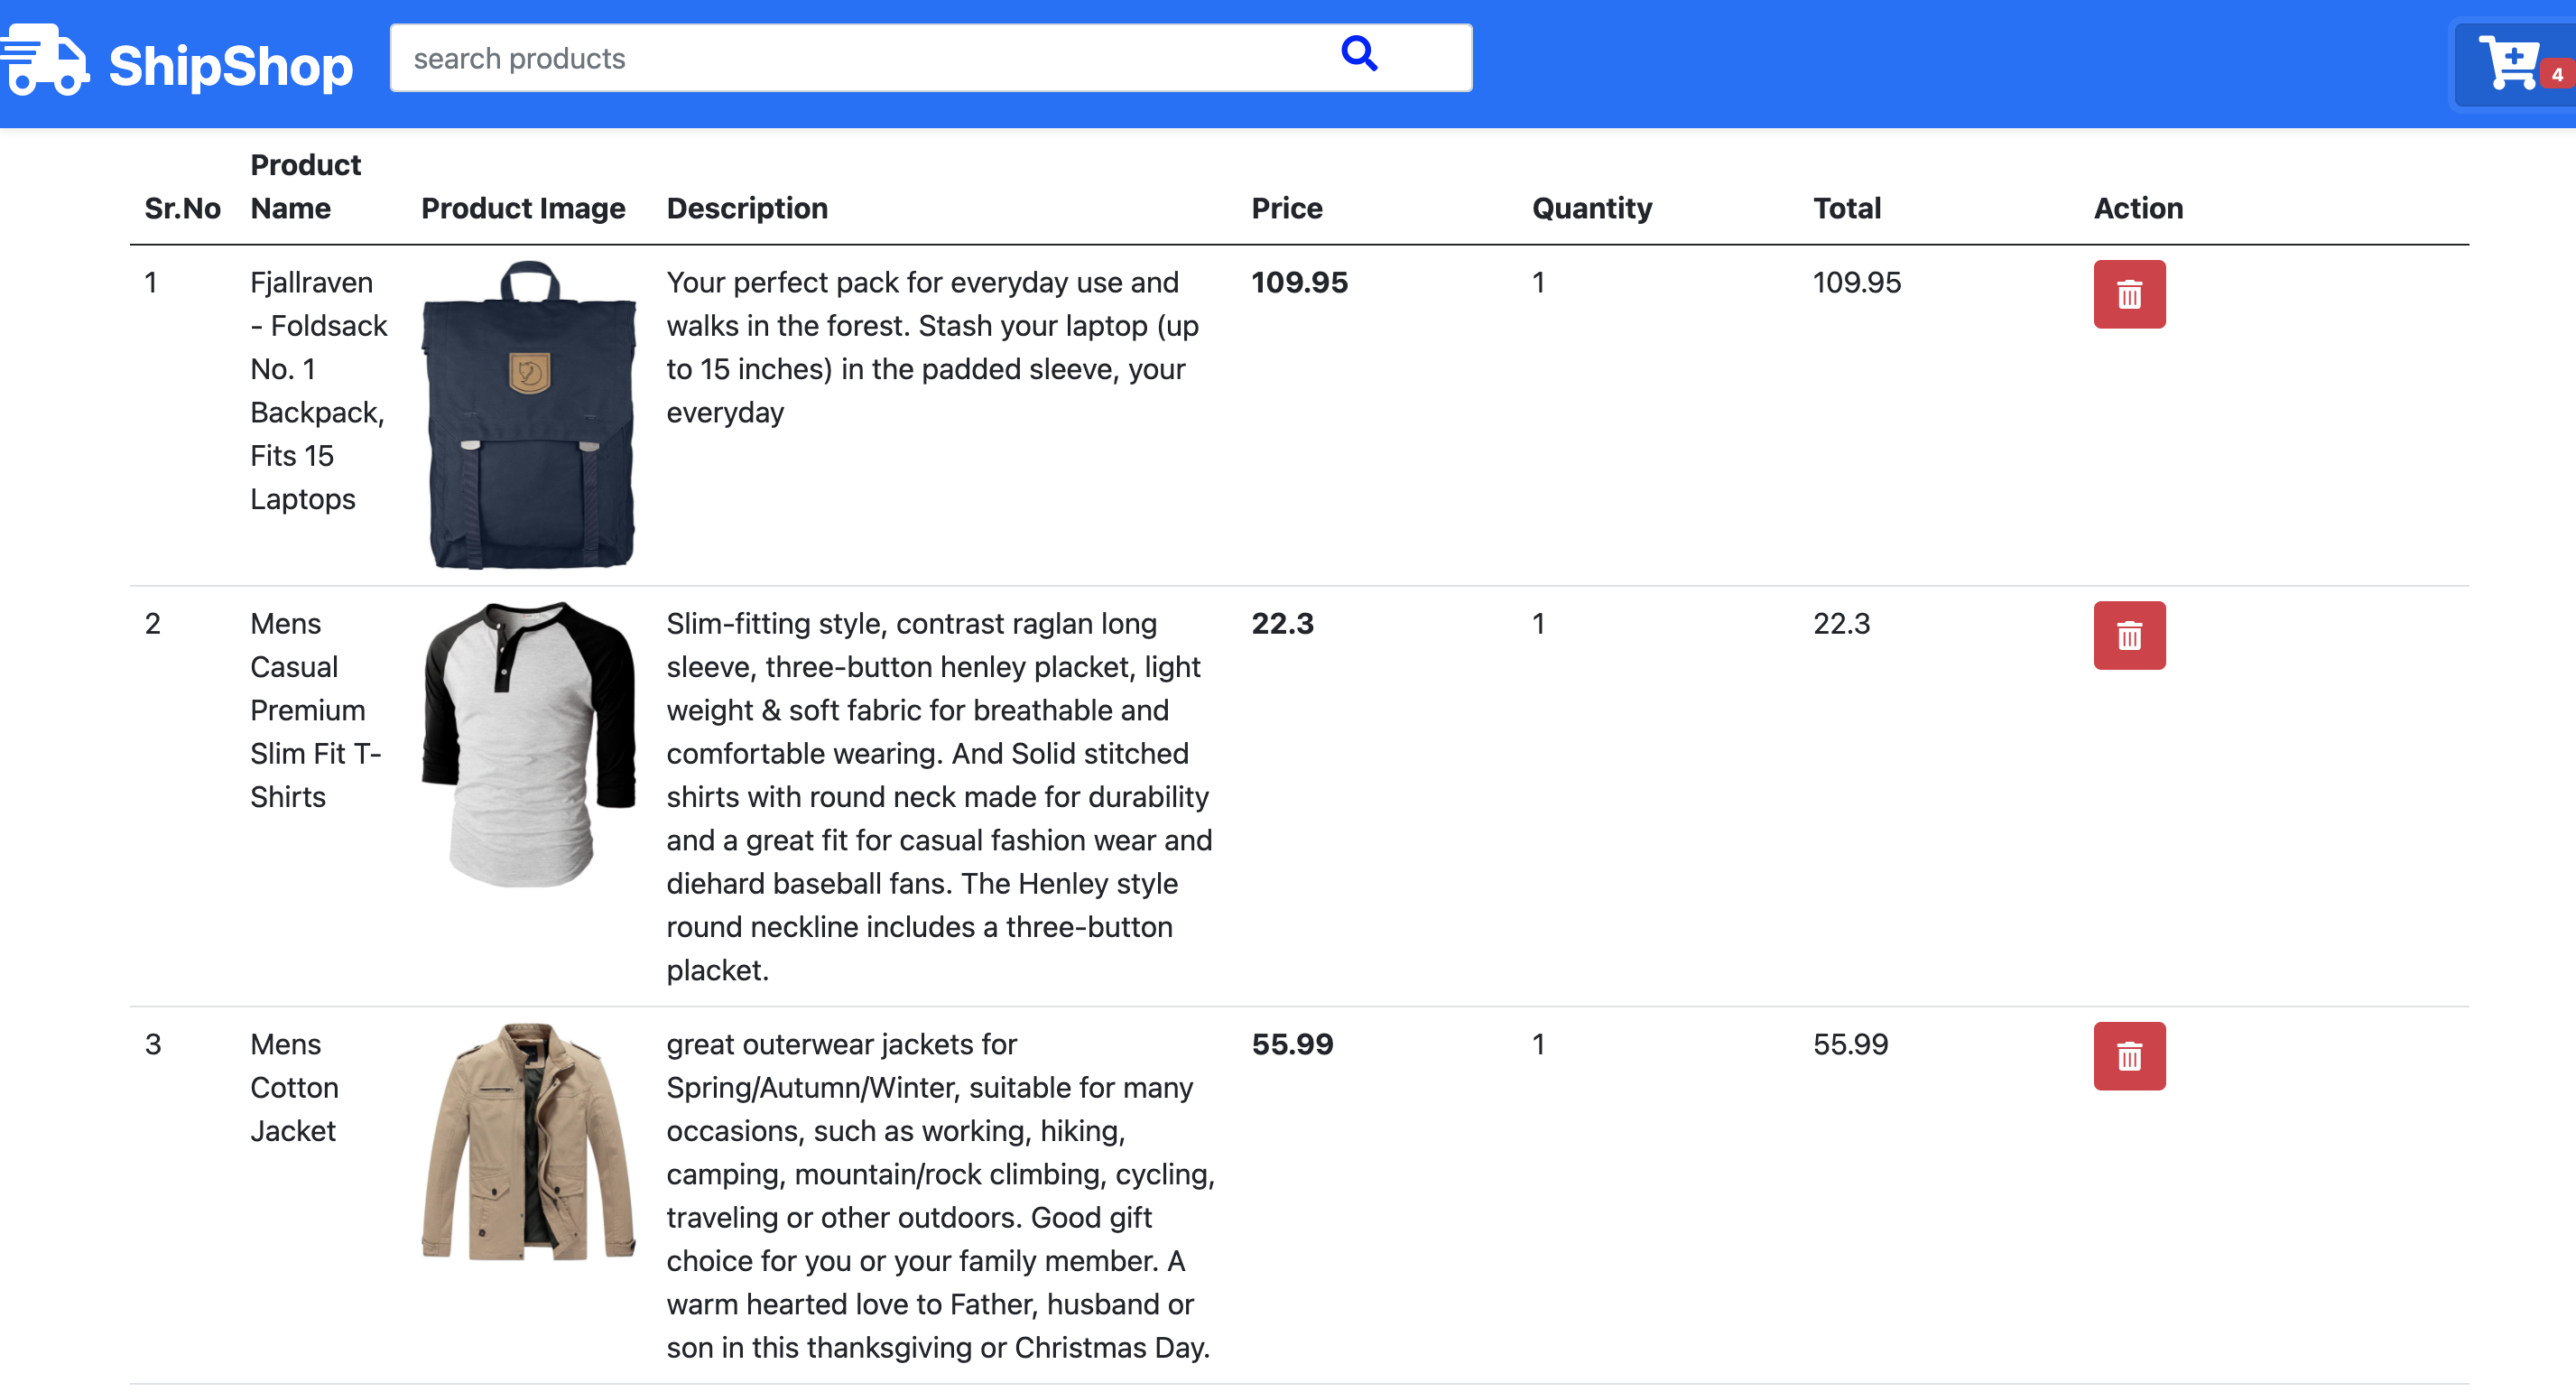 ShipShop
search products
4
Sr.No
Product
Name
Product Image
Description
Price
Quantity
Total
Action
1
Fjallraven
- Foldsack
No. 1
Backpack,
Fits 15
Laptops
Your perfect pack for everyday use and
walks in the forest. Stash your laptop (up
to 15 inches) in the padded sleeve, your
everyday
109.95
1
109.95
2
Mens
Casual
Premium
Slim Fit T-
Shirts
Slim-fitting style, contrast raglan long
sleeve, three-button henley placket, light
weight & soft fabric for breathable and
comfortable wearing. And Solid stitched
shirts with round neck made for durability
and a great fit for casual fashion wear and
diehard baseball fans. The Henley style
round neckline includes a three-button
placket.
22.3
1
22.3
3
Mens
Cotton
Jacket
great outerwear jackets for
Spring/Autumn/Winter, suitable for many
occasions, such as working, hiking,
camping, mountain/rock climbing, cycling,
traveling or other outdoors. Good gift
choice for you or your family member. A
warm hearted love to Father, husband or
son in this thanksgiving or Christmas Day.
55.99
1
55.99